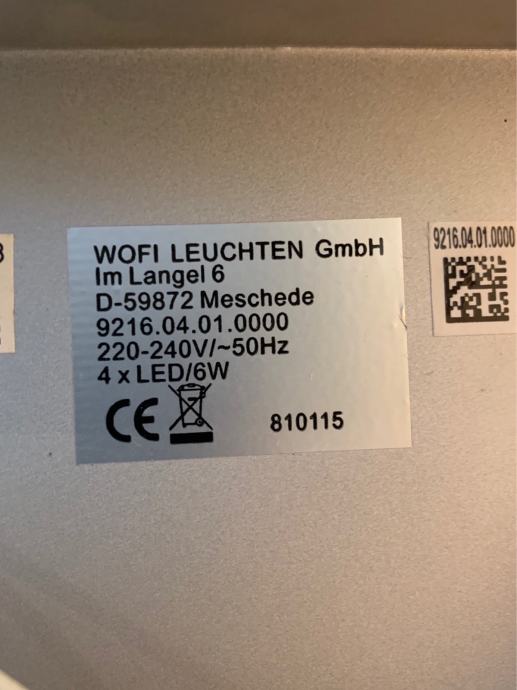 WOFI LEUCHTEN GmbH
Im Langel 6
D-59872 Meschede
9216.04.01.0000
220-240V/~50Hz
4 x LED/6W
CE
810115
9216.04.01.0000